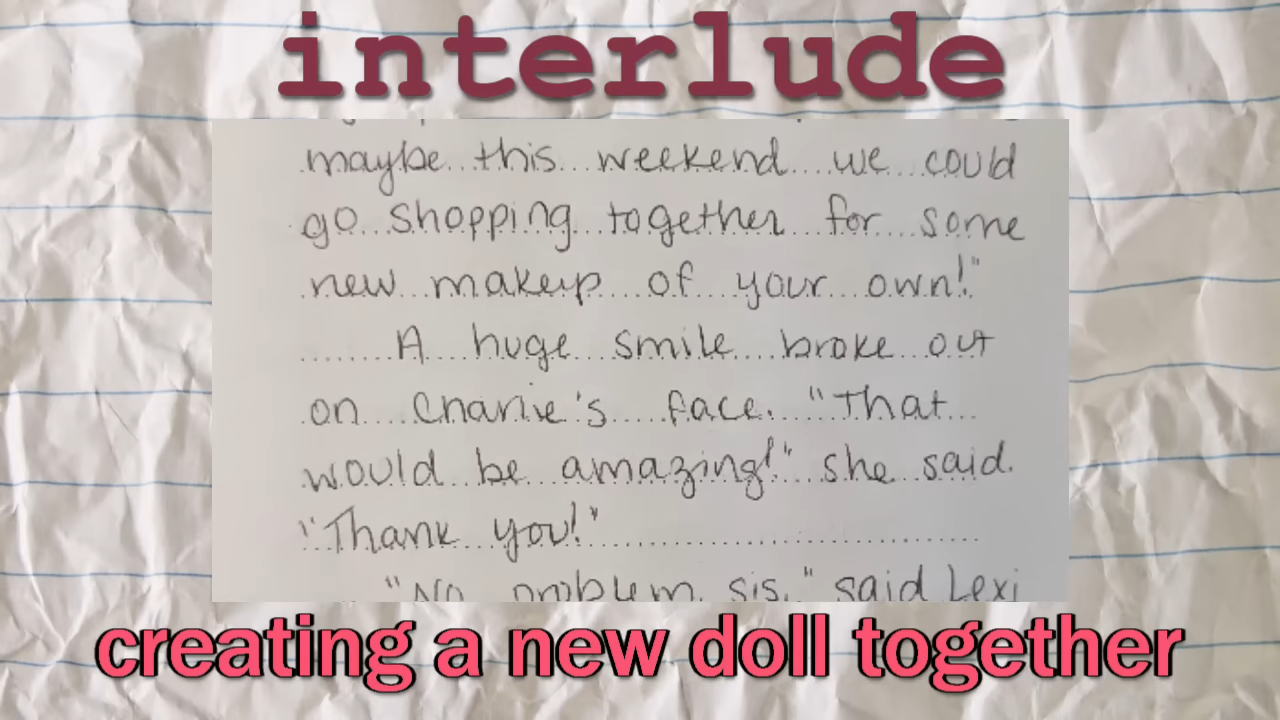 interlude
maybe this weekend we could
go shopping together for some
new makeup of your own!"
A huge smile broke out
on Charlie's face. "That
would be amazing!" she said.
"Thank you!"
"No problem, sis," said Lexi
creating a new doll together